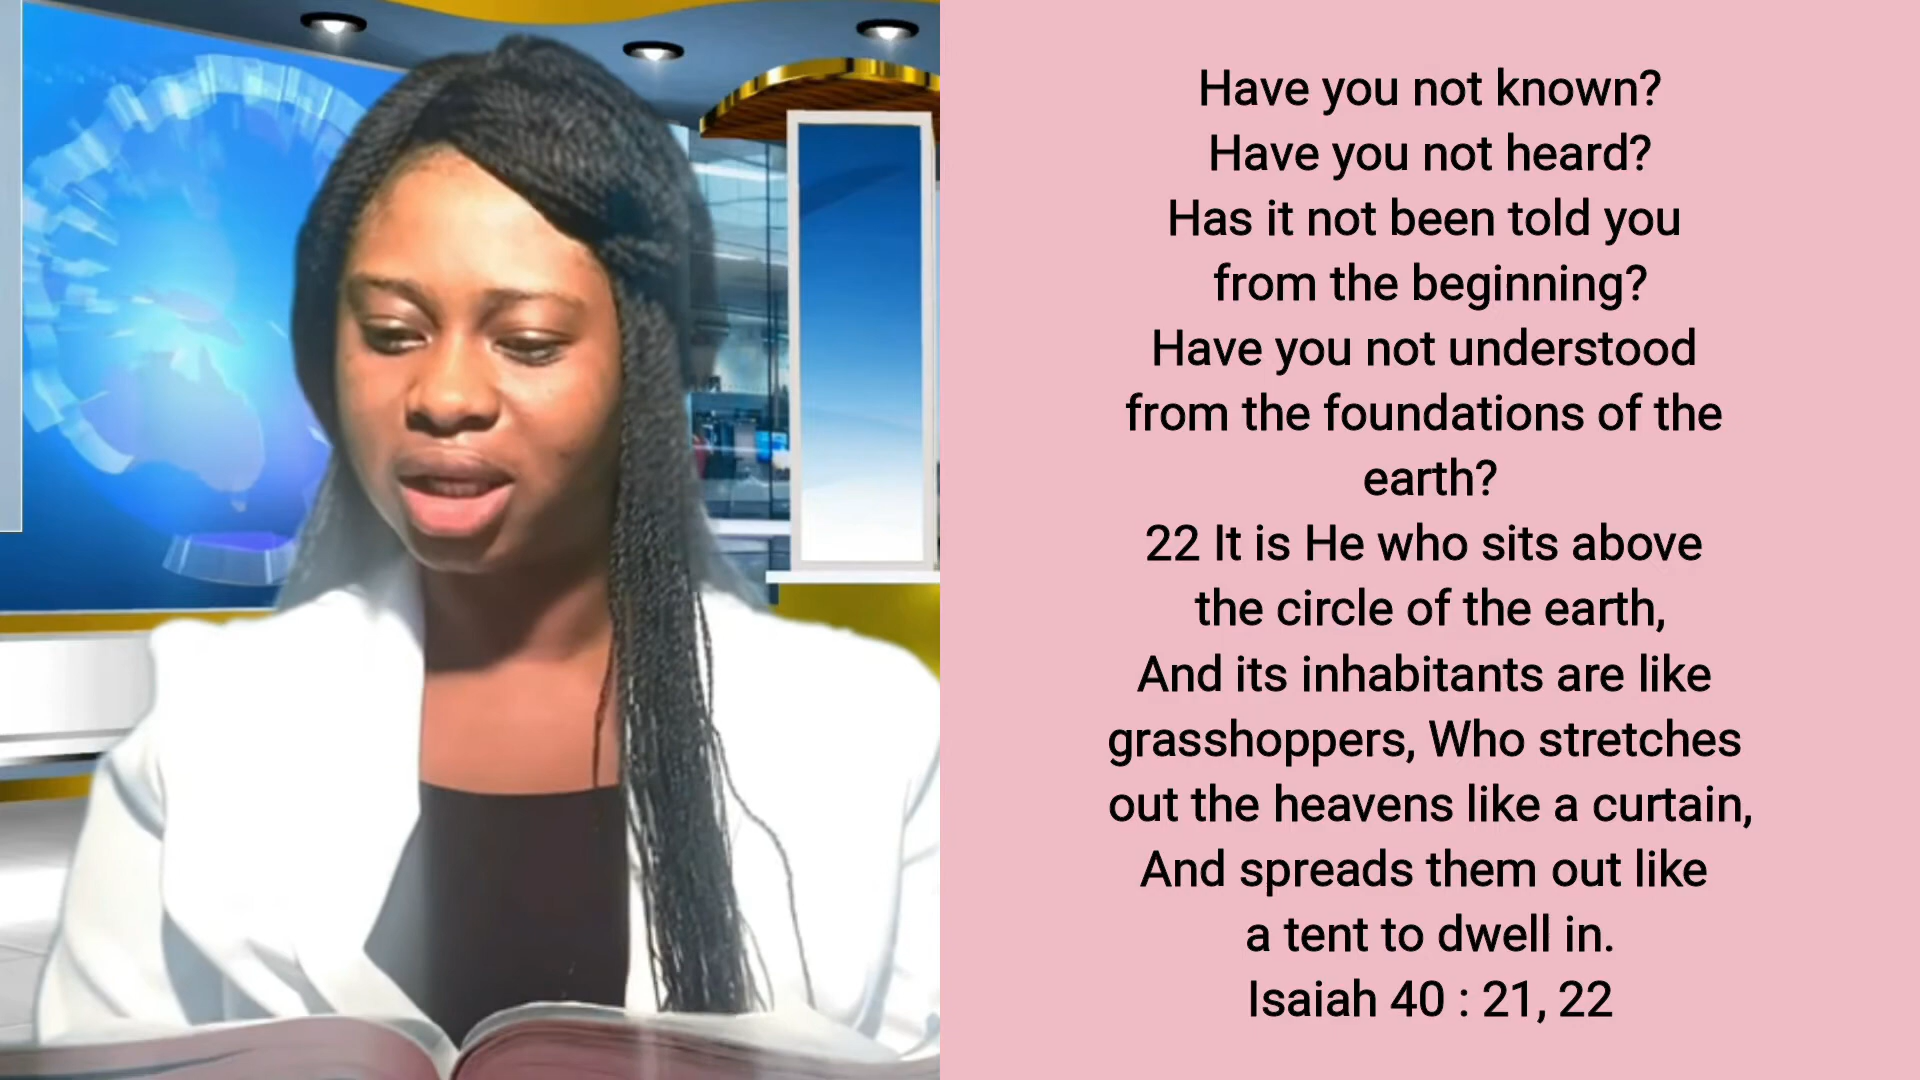 Have you not known?
Have you not heard?
Has it not been told you
from the beginning?
Have you not understood
from the foundations of the
earth?
22 It is He who sits above
the circle of the earth,
And its inhabitants are like
grasshoppers, Who stretches
out the heavens like a curtain,
And spreads them out like
a tent to dwell in.
Isaiah 40 : 21, 22